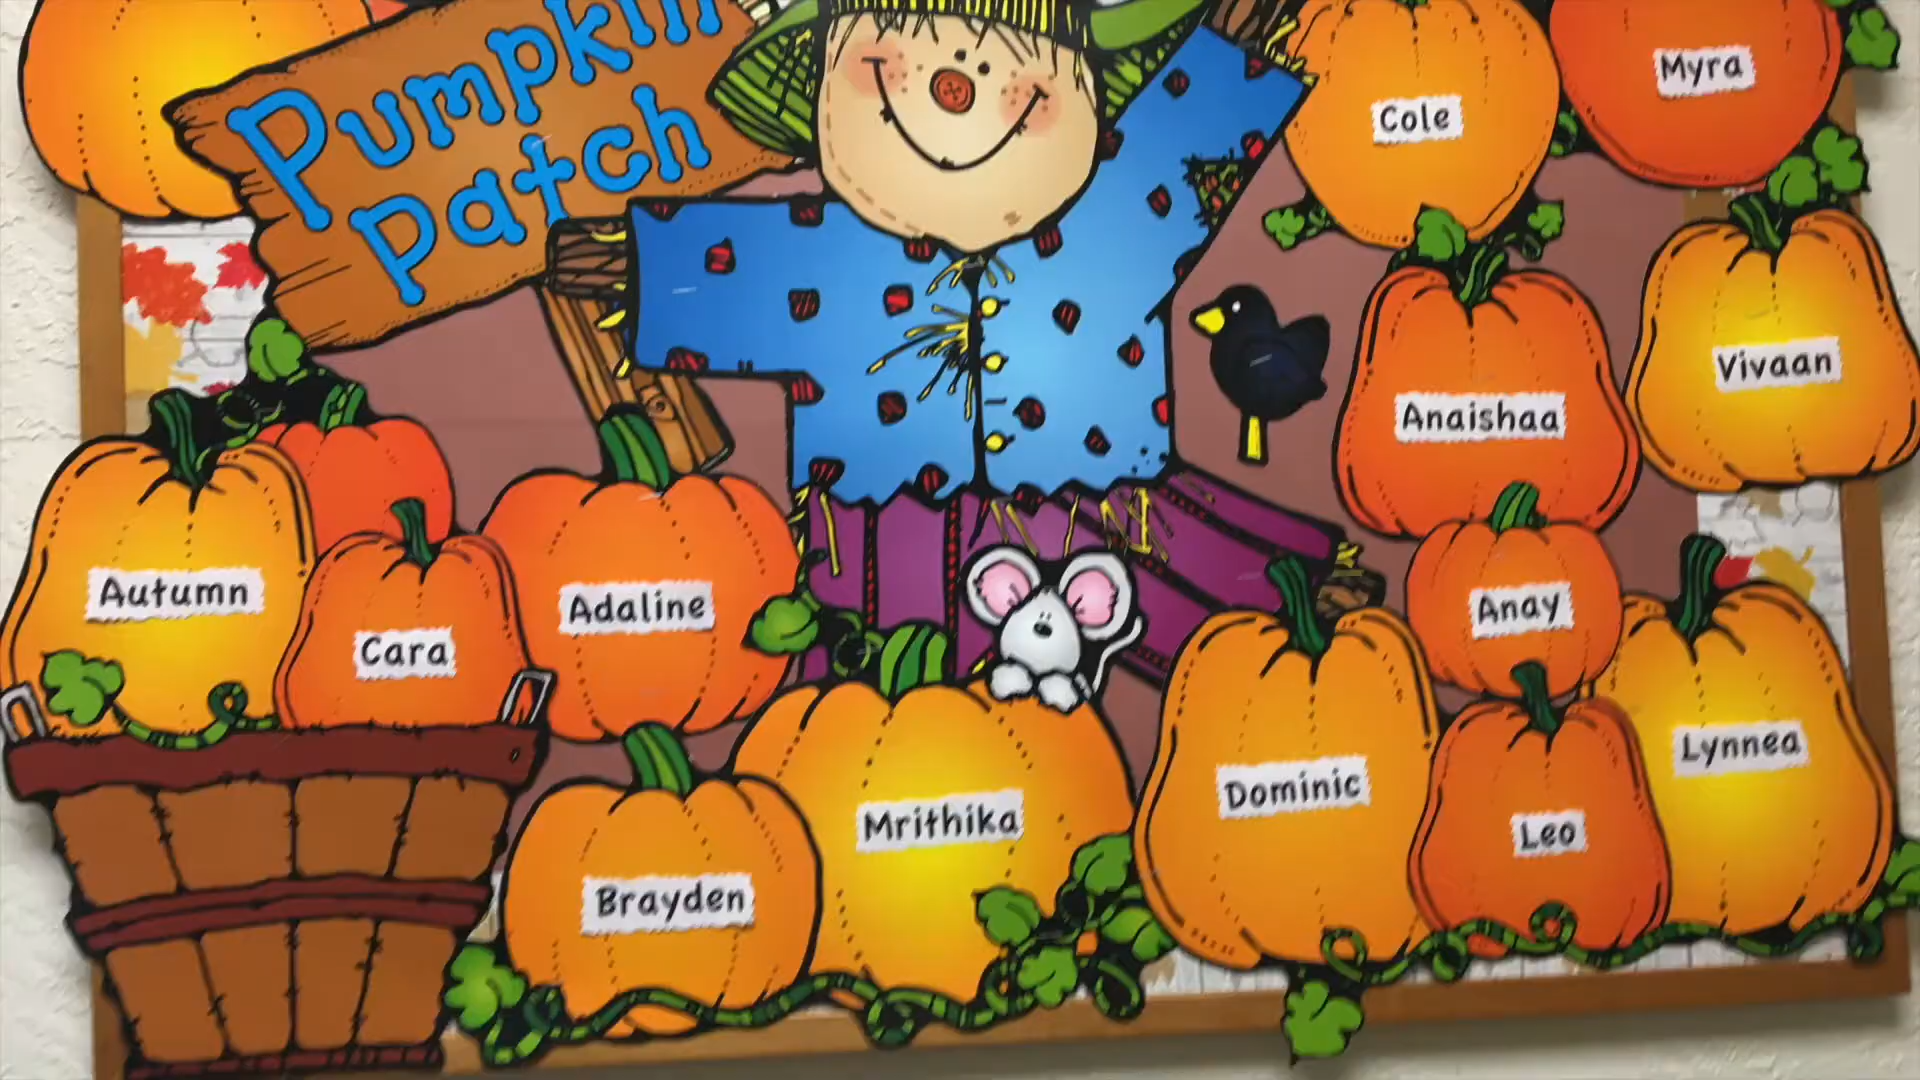 Pumpkin
Patch
Cole
Myra
Anaishaa
Vivaan
Autumn
Cara
Adaline
Anay
Brayden
Mrithika
Dominic
Leo
Lynnea